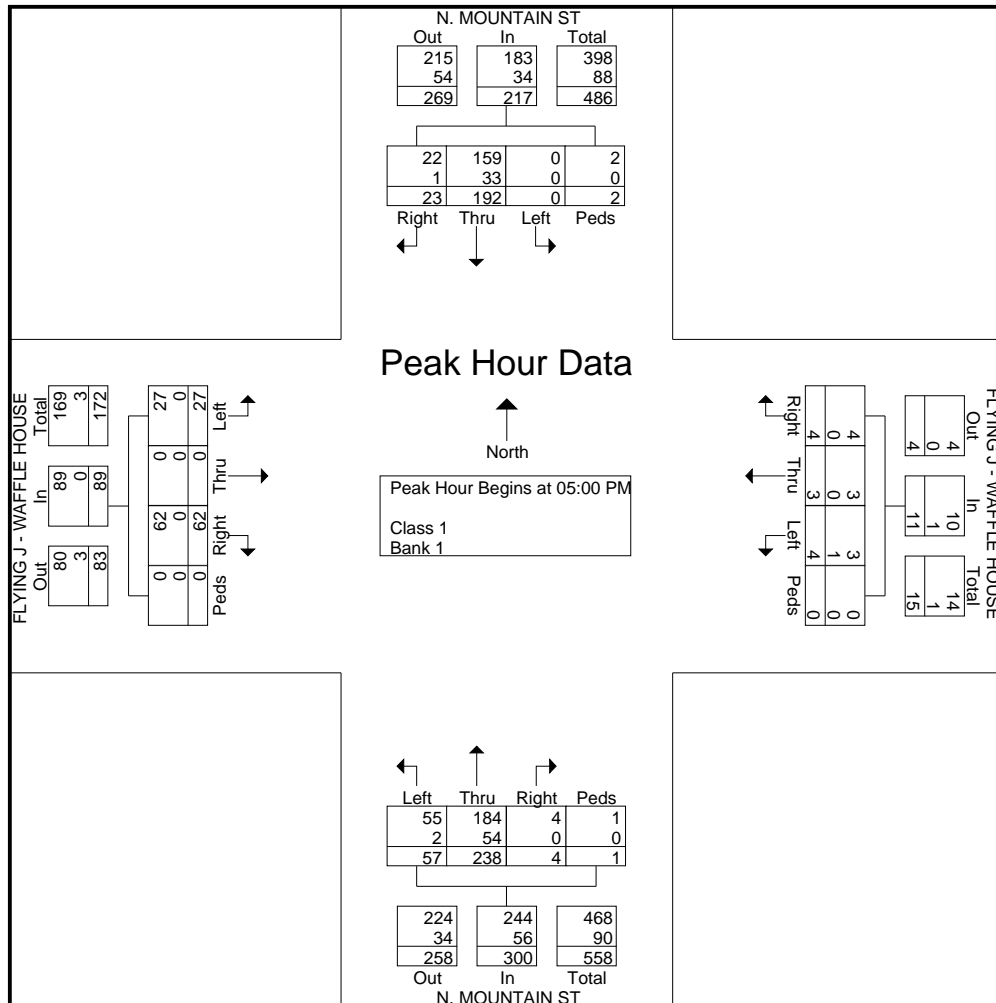 N. MOUNTAIN ST
Out In Total
215 183 398
54 34 88
269 217 486
22 159 0 2
1 33 0 0
23 192 0 2
Right Thru Left Peds
Peak Hour Data
North
Peak Hour Begins at 05:00 PM
Class 1
Bank 1
FLYING J - WAFFLE HOUSE
Out In Total
80 89 169
3 0 3
83 89 172
0 62 0 27
0 0 0 0
0 62 0 27
Peds Right Thru Left
FLYING J - WAFFLE HOUSE
Out In Total
4 10 14
0 1 1
4 11 15
4 3 3 0
0 0 1 0
4 3 4 0
Right Thru Left Peds
Left Thru Right Peds
55 184 4 1
2 54 0 0
57 238 4 1
224 244 468
34 56 90
258 300 558
Out In Total
N. MOUNTAIN ST